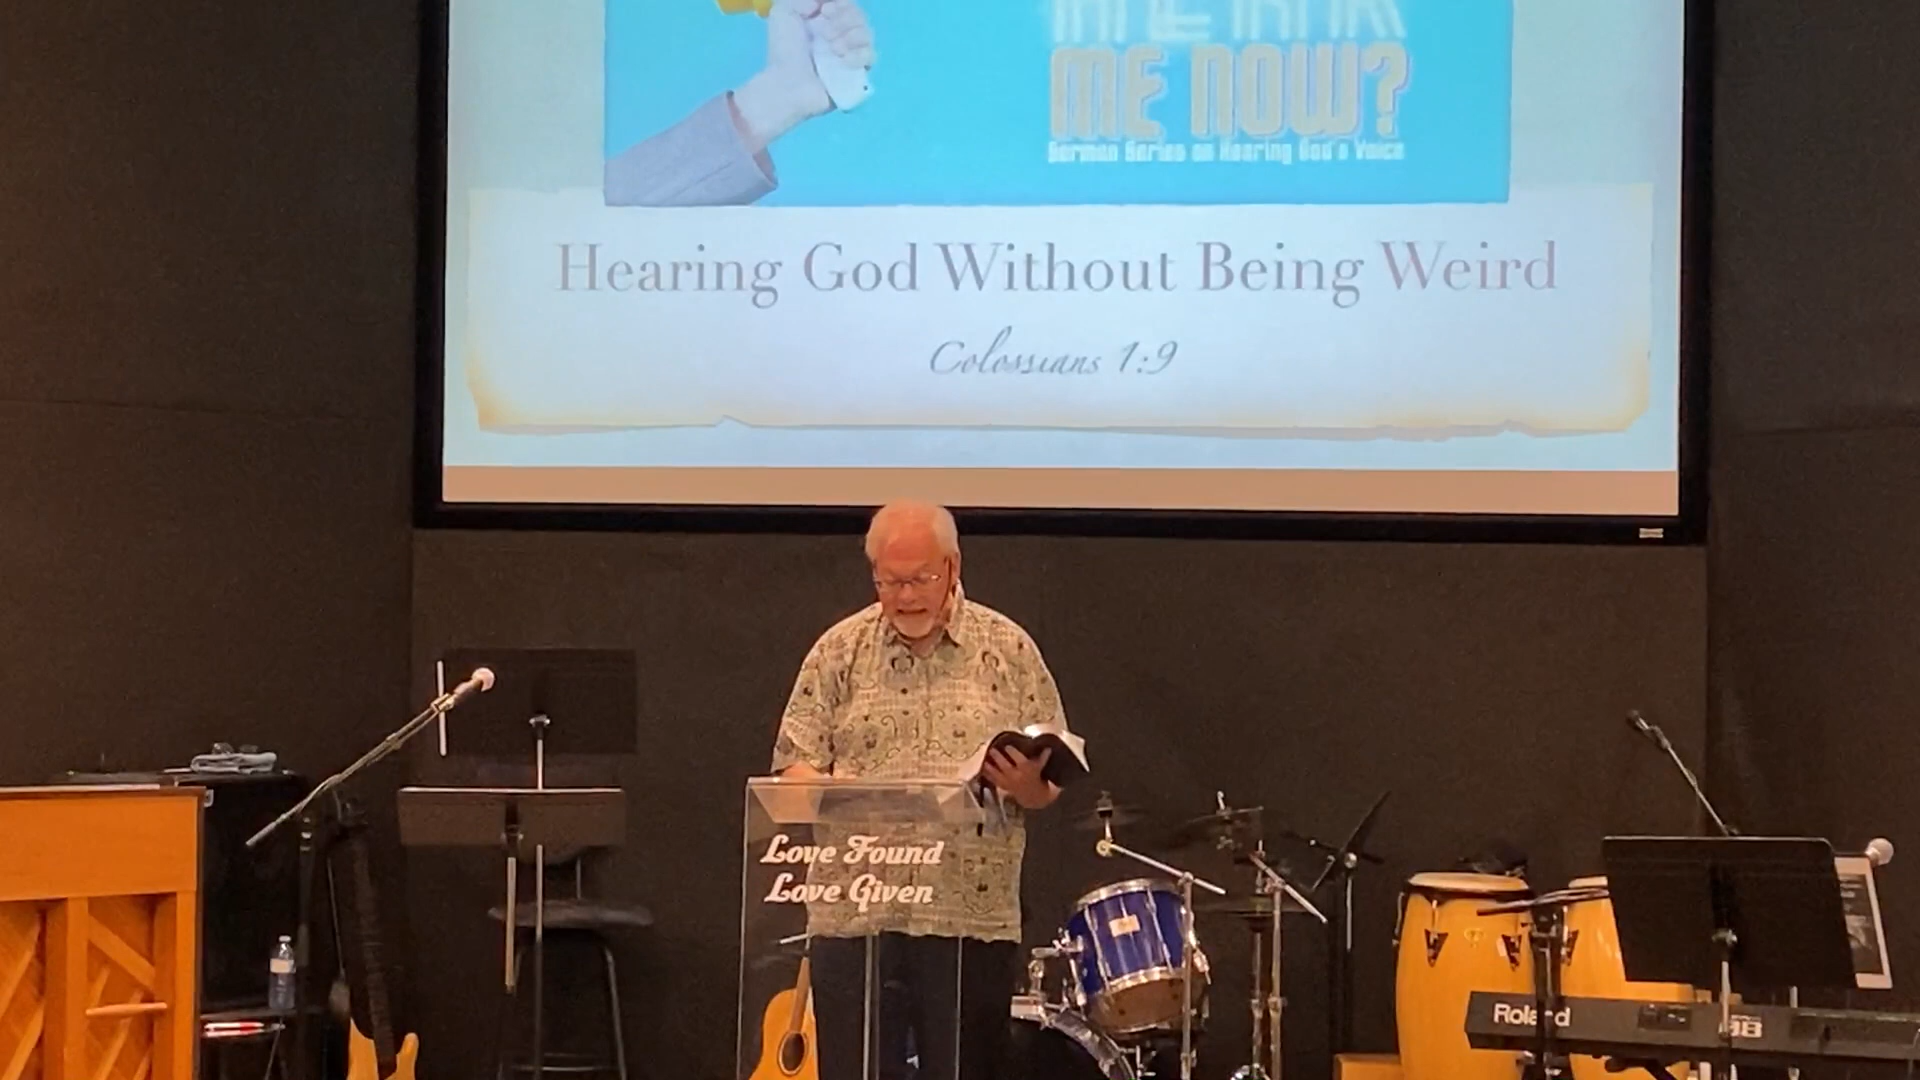 ME NOW?
Sermon Series on Hearing God's Voice
Hearing God Without Being Weird
Colossians 1:9
Love Found
Love Given
Roland
88